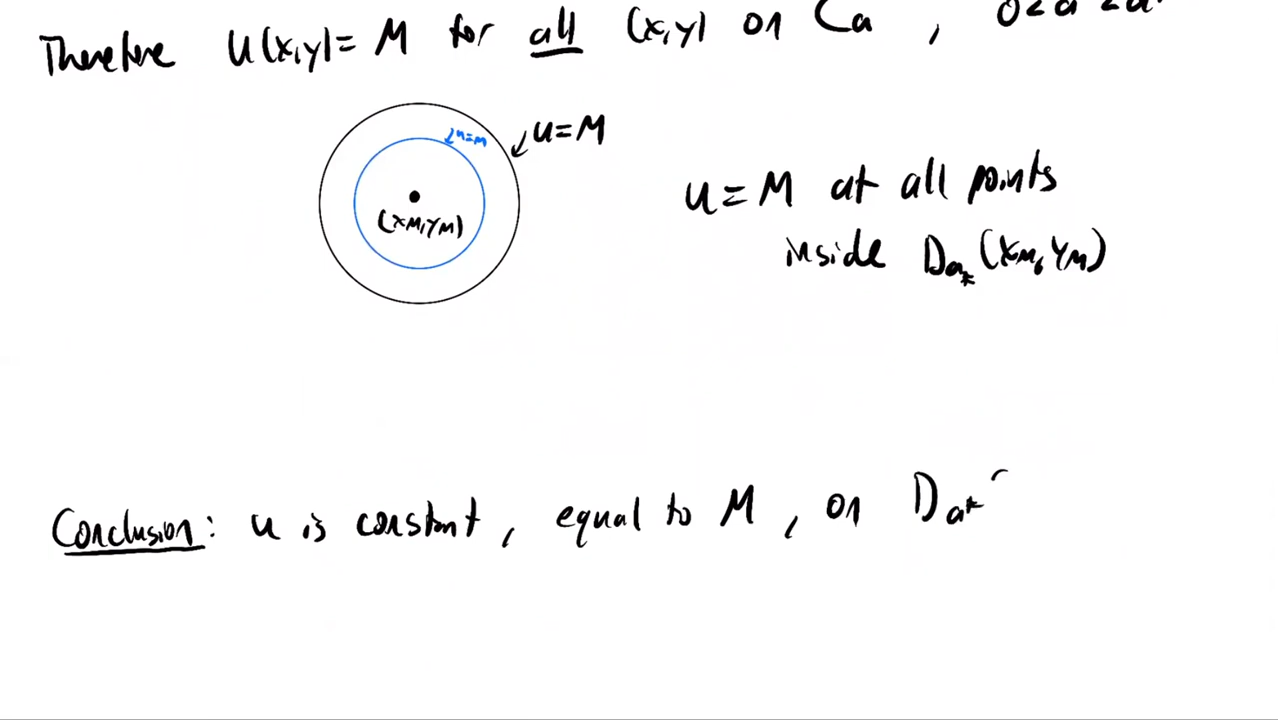 Therefore u(x,y)= M for all (x,y) on Ca , 0<a<a*
u=M
u=M
(xM,yM)
u=M at all points
inside Da*(xM,yM)
Conclusion: u is constant, equal to M, on Da*